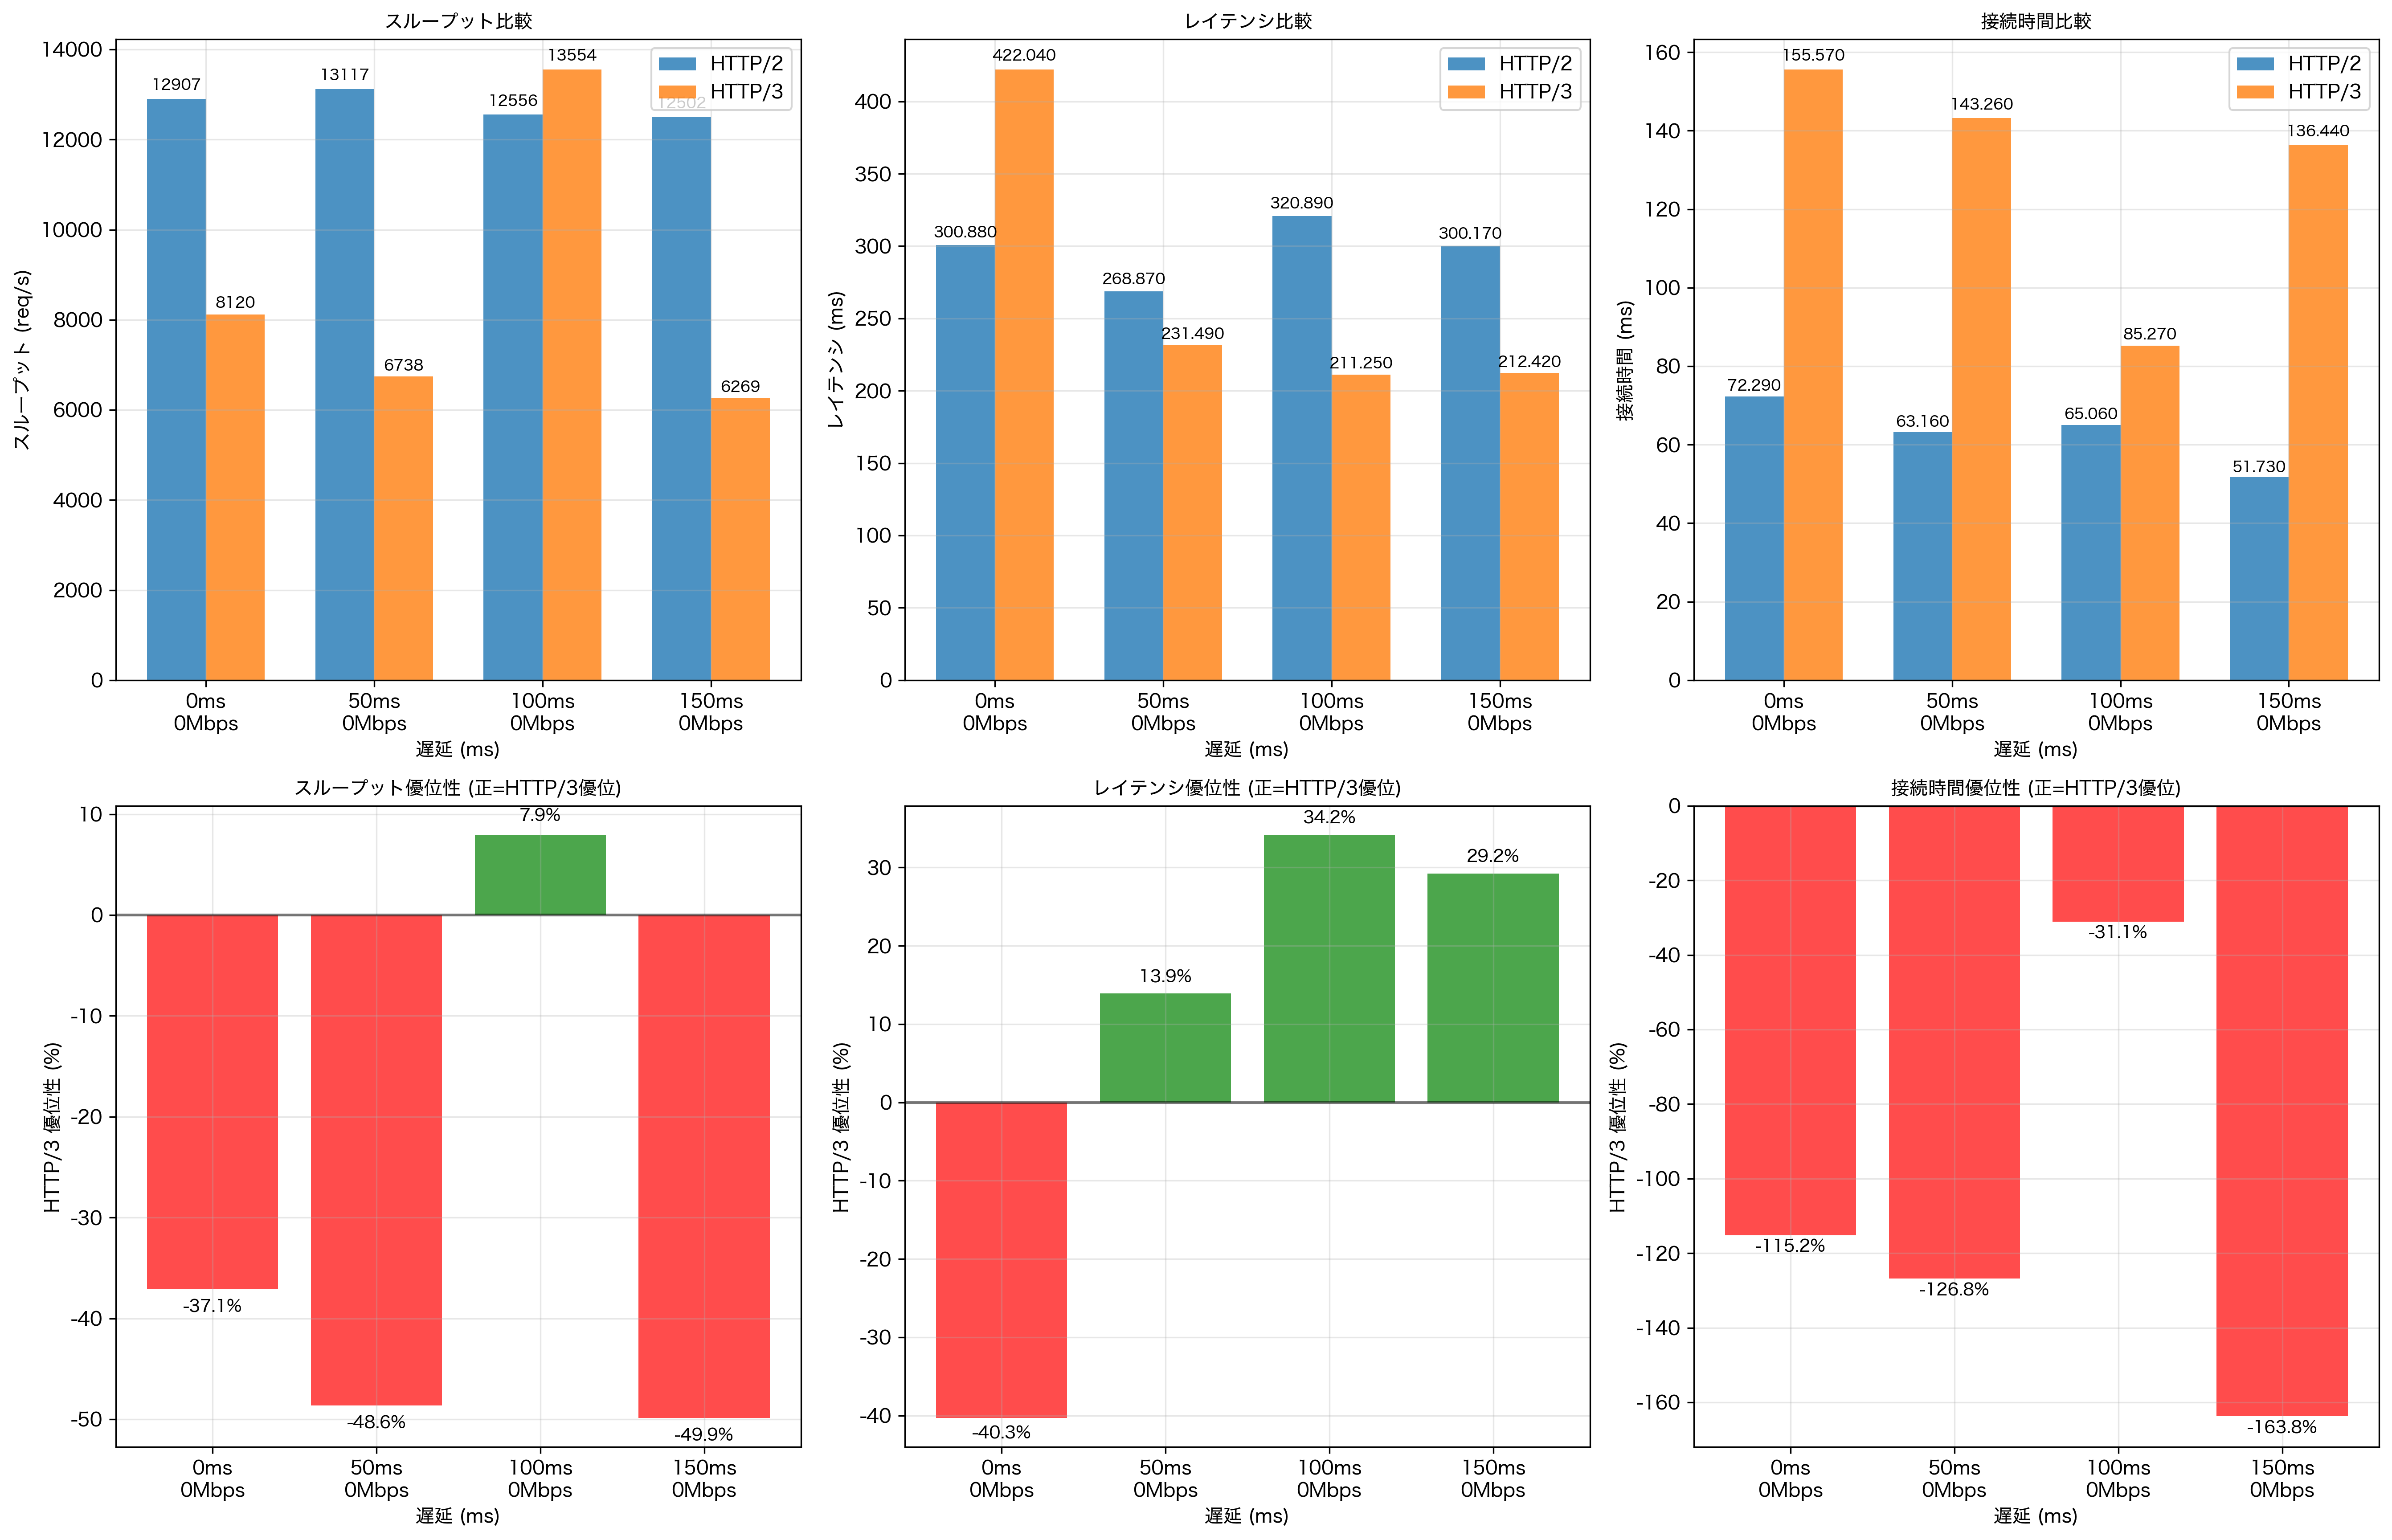 スループット比較
14000
12000
10000
8000
6000
4000
2000
0
スループット (req/s)
12907
8120
13117
6738
12556
13554
12502
6269
HTTP/2
HTTP/3
0ms
0Mbps
50ms
0Mbps
100ms
0Mbps
150ms
0Mbps
遅延 (ms)
レイテンシ比較
400
350
300
250
200
150
100
50
0
レイテンシ (ms)
300.880
422.040
268.870
231.490
320.890
211.250
300.170
212.420
HTTP/2
HTTP/3
0ms
0Mbps
50ms
0Mbps
100ms
0Mbps
150ms
0Mbps
遅延 (ms)
接続時間比較
160
140
120
100
80
60
40
20
0
接続時間 (ms)
72.290
155.570
63.160
143.260
65.060
85.270
51.730
136.440
HTTP/2
HTTP/3
0ms
0Mbps
50ms
0Mbps
100ms
0Mbps
150ms
0Mbps
遅延 (ms)
スループット優位性 (正=HTTP/3優位)
10
0
-10
-20
-30
-40
-50
HTTP/3 優位性 (%)
-37.1%
-48.6%
7.9%
-49.9%
0ms
0Mbps
50ms
0Mbps
100ms
0Mbps
150ms
0Mbps
遅延 (ms)
レイテンシ優位性 (正=HTTP/3優位)
30
20
10
0
-10
-20
-30
-40
HTTP/3 優位性 (%)
-40.3%
13.9%
34.2%
29.2%
0ms
0Mbps
50ms
0Mbps
100ms
0Mbps
150ms
0Mbps
遅延 (ms)
接続時間優位性 (正=HTTP/3優位)
0
-20
-40
-60
-80
-100
-120
-140
-160
HTTP/3 優位性 (%)
-115.2%
-126.8%
-31.1%
-163.8%
0ms
0Mbps
50ms
0Mbps
100ms
0Mbps
150ms
0Mbps
遅延 (ms)